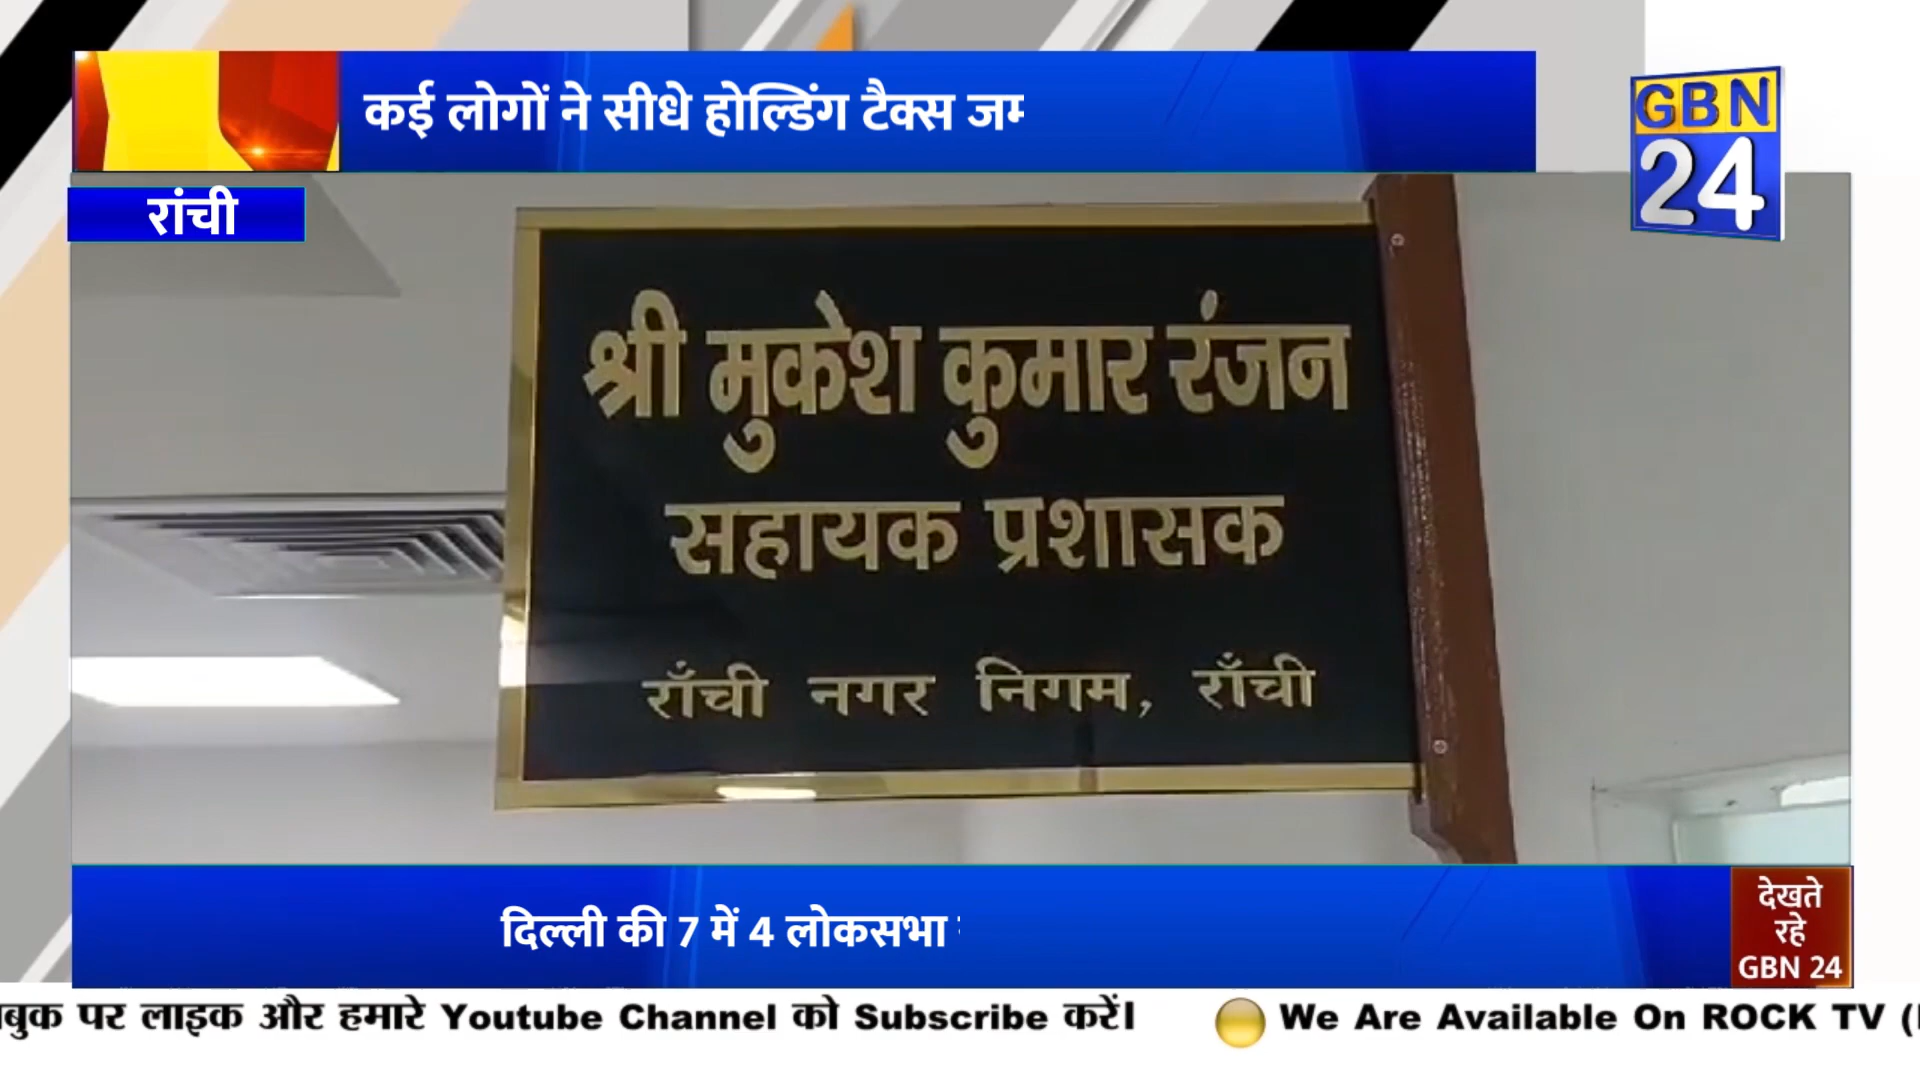 कई लोगों ने सीधे होल्डिंग टैक्स
GBN
24
रांची
श्री मुकेश कुमार रंजन
सहायक प्रशासक
राँची नगर निगम, राँची
दिल्ली की 7 में 4 लोकसभा
देखते
रहे
GBN 24
पर लाइक और हमारे Youtube Channel को Subscribe करें।
We Are Available On ROCK TV